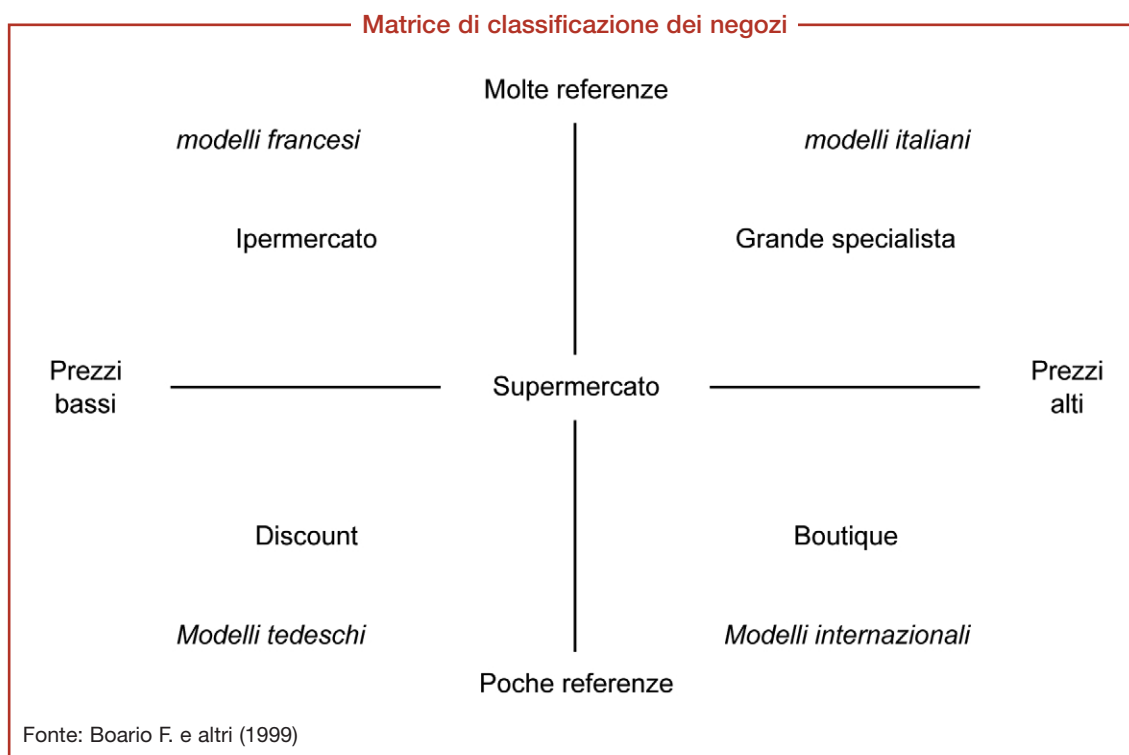 Matrice di classificazione dei negozi
Molte referenze
modelli francesi
modelli italiani
Ipermercato
Grande specialista
Prezzi
bassi
Supermercato
Prezzi
alti
Discount
Boutique
Modelli tedeschi
Modelli internazionali
Poche referenze
Fonte: Boario F. e altri (1999)